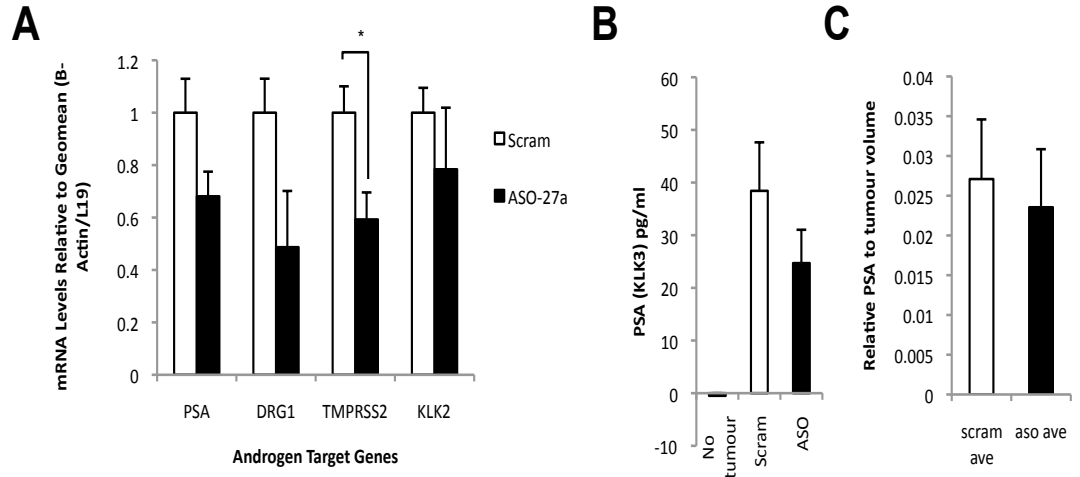 A
mRNA Levels Relative to Geomean (B-
Actin/L19)
1.2
1
0.8
0.6
0.4
0.2
0
*
Scram
ASO-27a
PSA
DRG1
TMPRSS2
KLK2
Androgen Target Genes
B
PSA (KLK3) pg/ml
60
50
40
30
20
10
0
-10
No
tumour
Scram
ASO
C
Relative PSA to tumour volume
0.04
0.035
0.03
0.025
0.02
0.015
0.01
0.005
0
scram
ave
aso ave